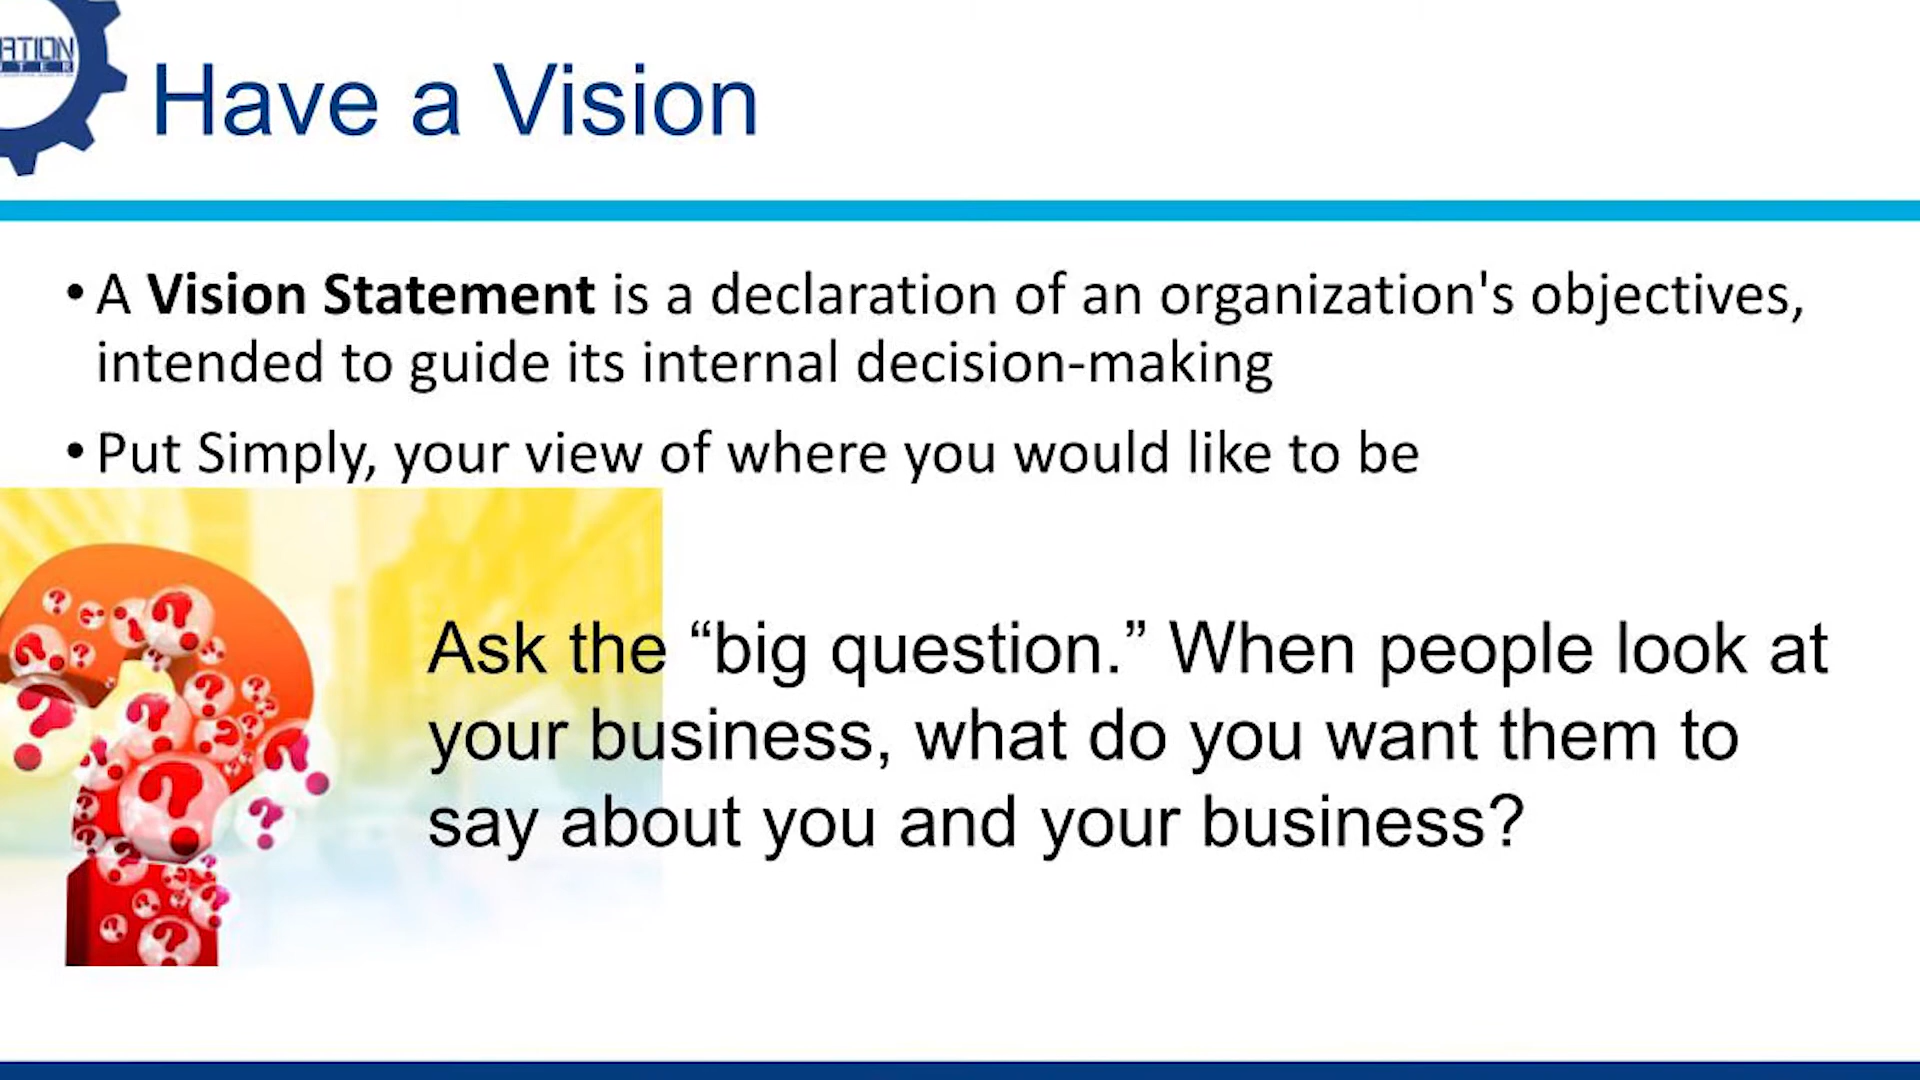 Have a Vision
• A Vision Statement is a declaration of an organization's objectives,
intended to guide its internal decision-making
• Put Simply, your view of where you would like to be
Ask the “big question.” When people look at
your business, what do you want them to
say about you and your business?